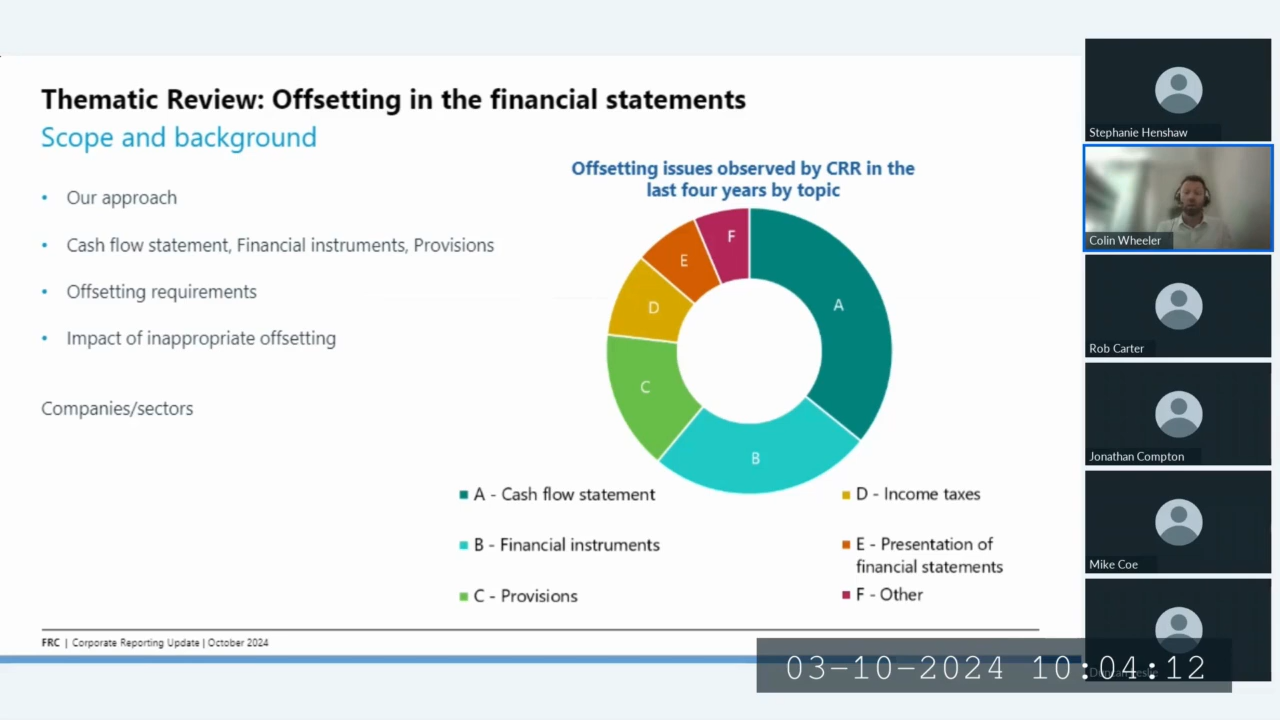 Thematic Review: Offsetting in the financial statements
Scope and background
• Our approach
• Cash flow statement, Financial instruments, Provisions
• Offsetting requirements
• Impact of inappropriate offsetting
Companies/sectors
Offsetting issues observed by CRR in the
last four years by topic
A
B
C
D
E
F
A - Cash flow statement
B - Financial instruments
C - Provisions
D - Income taxes
E - Presentation of
financial statements
F - Other
FRC | Corporate Reporting Update | October 2024
Stephanie Henshaw
Colin Wheeler
Rob Carter
Jonathan Compton
Mike Coe
03-10-2024 10:04:12